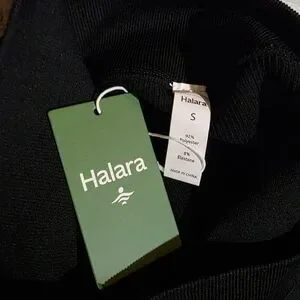 Halara
Halara
S
92%
Polyester
8%
Elastane
MADE IN CHINA